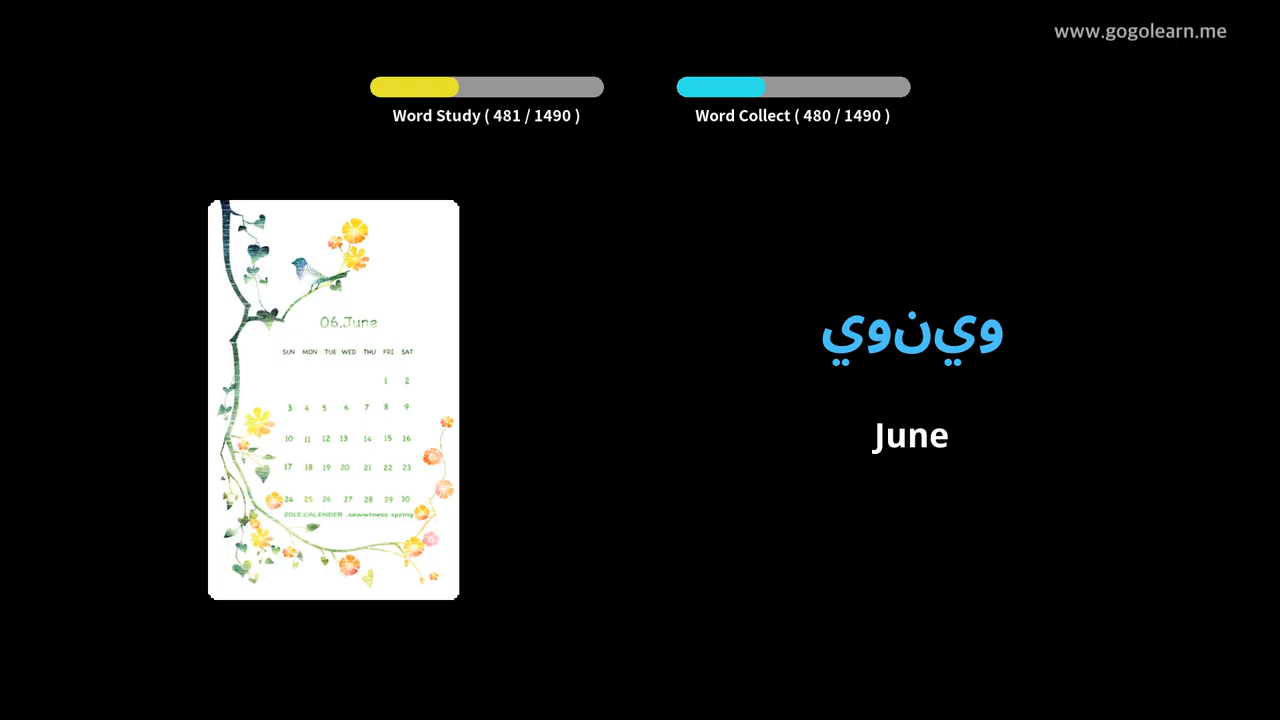 www.gogolearn.me
Word Study ( 481 / 1490 )
Word Collect ( 480 / 1490 )
06.June
SUN MON TUE WED THU FRI SAT
1 2
3 4 5 6 7 8 9
10 11 12 13 14 15 16
17 18 19 20 21 22 23
24 25 26 27 28 29 30
2012.CALENDER .sewwtness spring
يونيو
June